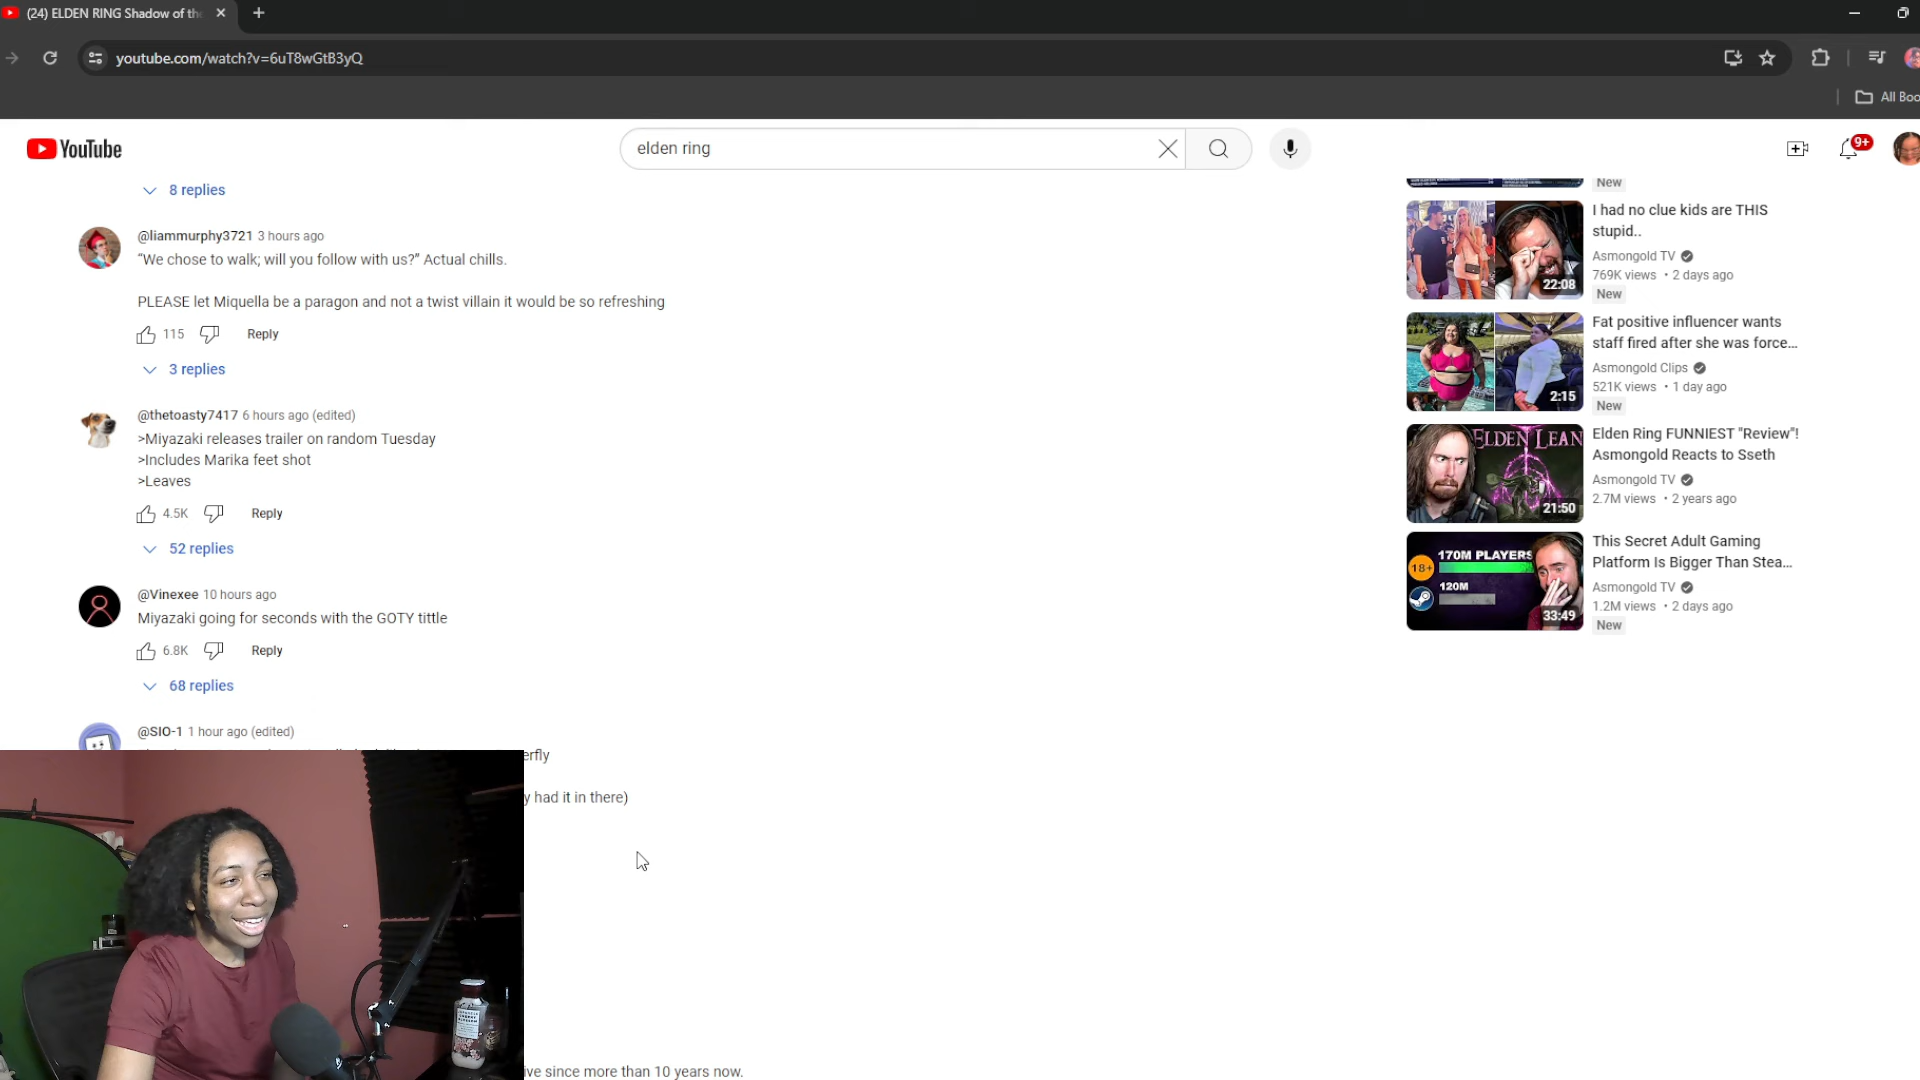 (24) ELDEN RING Shadow of the
youtube.com/watch?v=6uT8wGtB3yQ
All Boo
YouTube
elden ring
9+
8 replies
@liammurphy3721 3 hours ago
“We chose to walk; will you follow with us?” Actual chills.
PLEASE let Miquella be a paragon and not a twist villain it would be so refreshing
115 Reply
3 replies
@thetoasty7417 6 hours ago (edited)
>Miyazaki releases trailer on random Tuesday
>Includes Marika feet shot
>Leaves
4.5K Reply
52 replies
@Vinexee 10 hours ago
Miyazaki going for seconds with the GOTY tittle
6.8K Reply
68 replies
@SIO-1 1 hour ago (edited)
erfly
y had it in there)
ive since more than 10 years now.
New
22:08
I had no clue kids are THIS
stupid..
Asmongold TV
769K views • 2 days ago
New
2:15
Fat positive influencer wants
staff fired after she was force...
Asmongold Clips
521K views • 1 day ago
New
ELDEN LEAN
21:50
Elden Ring FUNNIEST "Review"!
Asmongold Reacts to Sseth
Asmongold TV
2.7M views • 2 years ago
170M PLAYERS
18+
120M
33:49
This Secret Adult Gaming
Platform Is Bigger Than Stea...
Asmongold TV
1.2M views • 2 days ago
New